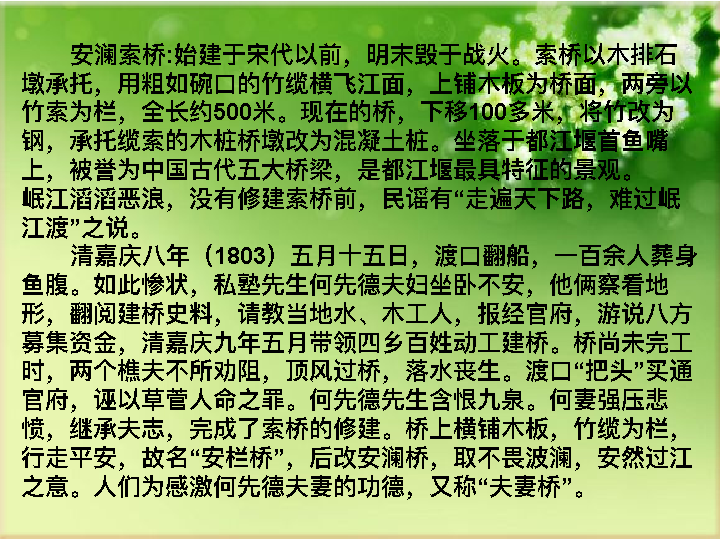 安澜索桥:始建于宋代以前，明末毁于战火。索桥以木排石
墩承托，用粗如碗口的竹缆横飞江面，上铺木板为桥面，两旁以
竹索为栏，全长约500米。现在的桥，下移100多米，将竹改为
钢，承托缆索的木桩桥墩改为混凝土桩。坐落于都江堰首鱼嘴
上，被誉为中国古代五大桥梁，是都江堰最具特征的景观。
岷江滔滔恶浪，没有修建索桥前，民谣有“走遍天下路，难过岷
江渡”之说。
清嘉庆八年（1803）五月十五日，渡口翻船，一百余人葬身
鱼腹。如此惨状，私塾先生何先德夫妇坐卧不安，他俩察看地
形，翻阅建桥史料，请教当地水、木工人，报经官府，游说八方
募集资金，清嘉庆九年五月带领四乡百姓动工建桥。桥尚未完工
时，两个樵夫不所劝阻，顶风过桥，落水丧生。渡口“把头”买通
官府，诬以草菅人命之罪。何先德先生含恨九泉。何妻强压悲
愤，继承夫志，完成了索桥的修建。桥上横铺木板，竹缆为栏，
行走平安，故名“安栏桥”，后改安澜桥，取不畏波澜，安然过江
之意。人们为感激何先德夫妻的功德，又称“夫妻桥”。